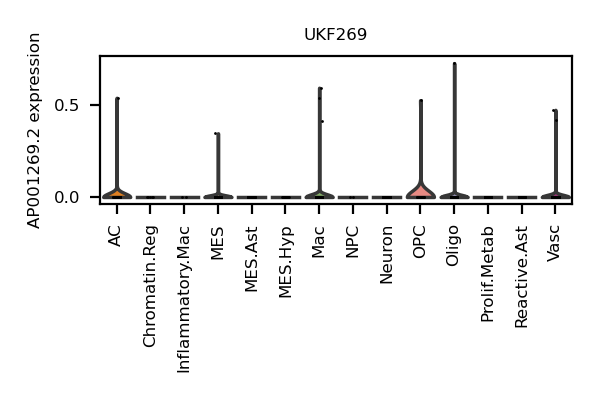 UKF269
AP001269.2 expression
0.5
0.0
AC
Chromatin.Reg
Inflammatory.Mac
MES
MES.Ast
MES.Hyp
Mac
NPC
Neuron
OPC
Oligo
Prolif.Metab
Reactive.Ast
Vasc